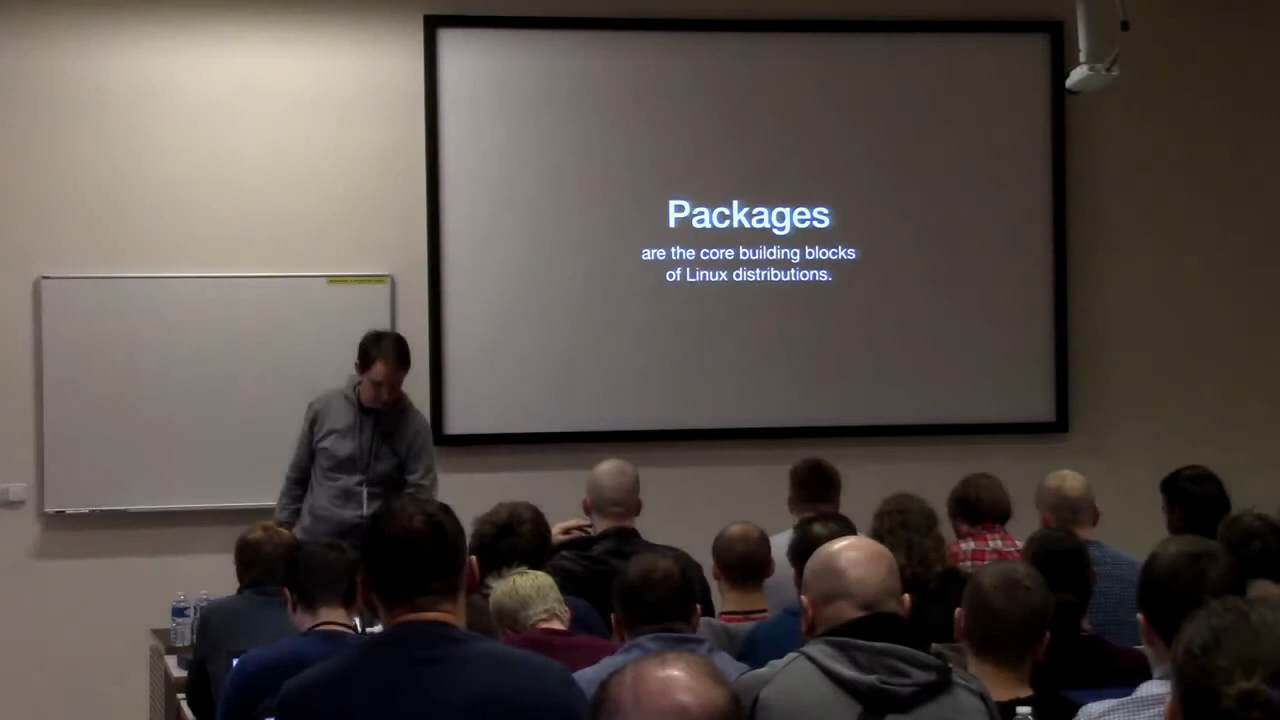 Packages
are the core building blocks
of Linux distributions.